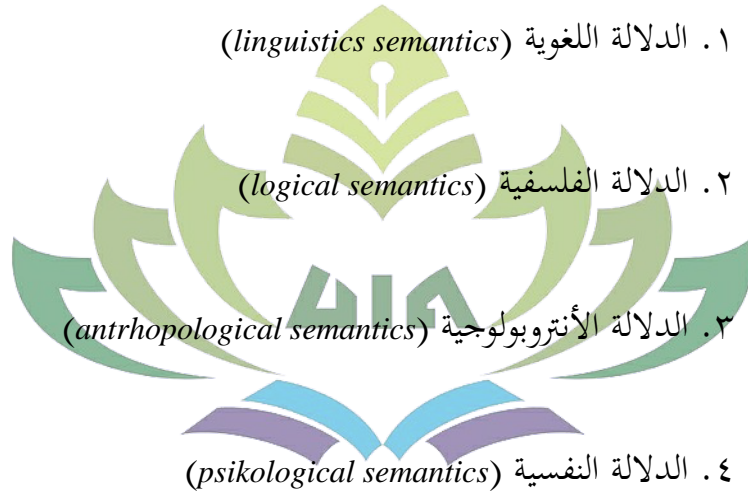 ١. الدلالة اللغوية (linguistics semantics)
٢. الدلالة الفلسفية (logical semantics)
٣. الدلالة الأنتروبولوجية (antrhopological semantics)
٤. الدلالة النفسية (psikological semantics)
UIN